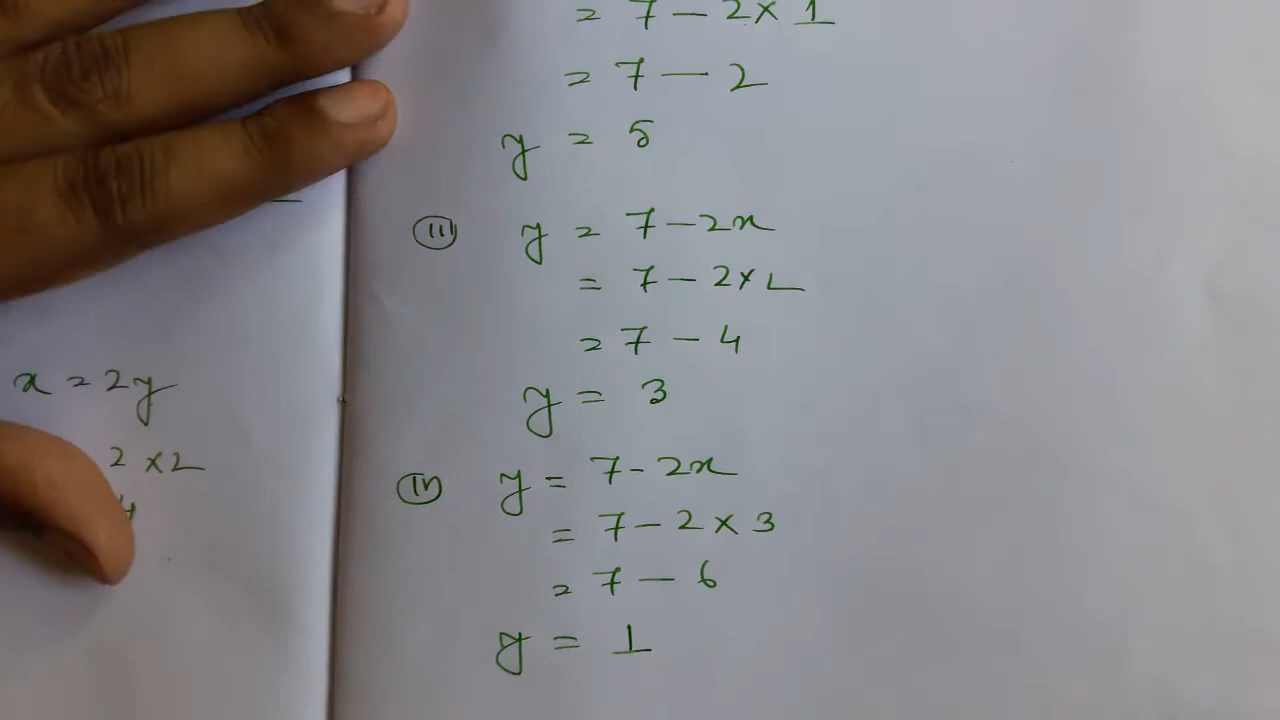 x = 2y
2 × 2
4
= 7 - 2 × 1
= 7 - 2
y = 5
(iii) y = 7 - 2x
= 7 - 2 × 2
= 7 - 4
y = 3
(iv) y = 7 - 2x
= 7 - 2 × 3
= 7 - 6
y = 1